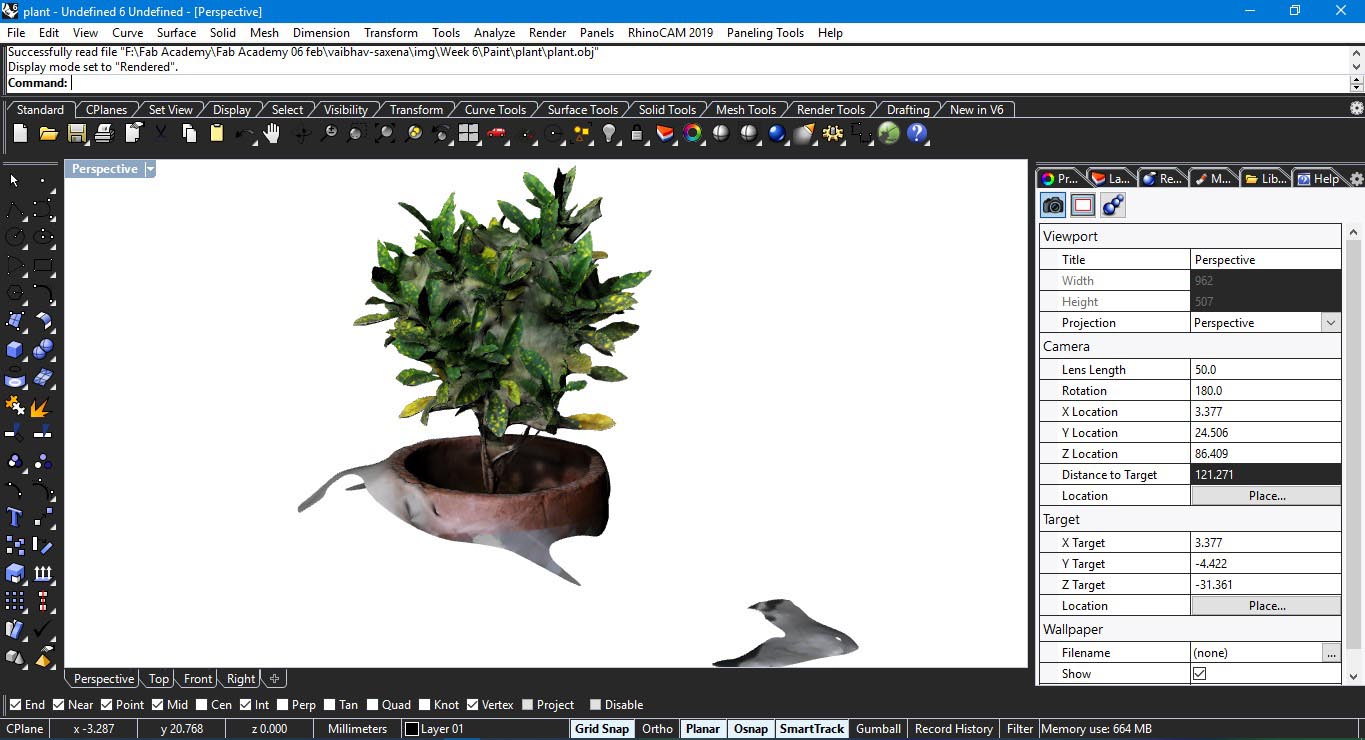 plant - Undefined 6 Undefined - [Perspective]
File Edit View Curve Surface Solid Mesh Dimension Transform Tools Analyze Render Panels RhinoCAM 2019 Paneling Tools Help
Successfully read file "F:\Fab Academy\Fab Academy 06 feb\vaibhav-saxena\img\Week 6\Paint\plant\plant.obj"
Display mode set to "Rendered".
Command:
Standard CPlanes Set View Display Select Visibility Transform Curve Tools Surface Tools Solid Tools Mesh Tools Render Tools Drafting New in V6
Perspective
Pr... La... Re... M... Lib... Help
Viewport
Title Perspective
Width 962
Height 507
Projection Perspective
Camera
Lens Length 50.0
Rotation 180.0
X Location 3.377
Y Location 24.506
Z Location 86.409
Distance to Target 121.271
Location Place...
Target
X Target 3.377
Y Target -4.422
Z Target -31.361
Location Place...
Wallpaper
Filename (none) ...
Show
Perspective Top Front Right
End Near Point Mid Cen Int Perp Tan Quad Knot Vertex Project Disable
CPlane x -3.287 y 20.768 z 0.000 Millimeters Layer 01 Grid Snap Ortho Planar Osnap SmartTrack Gumball Record History Filter Memory use: 664 MB